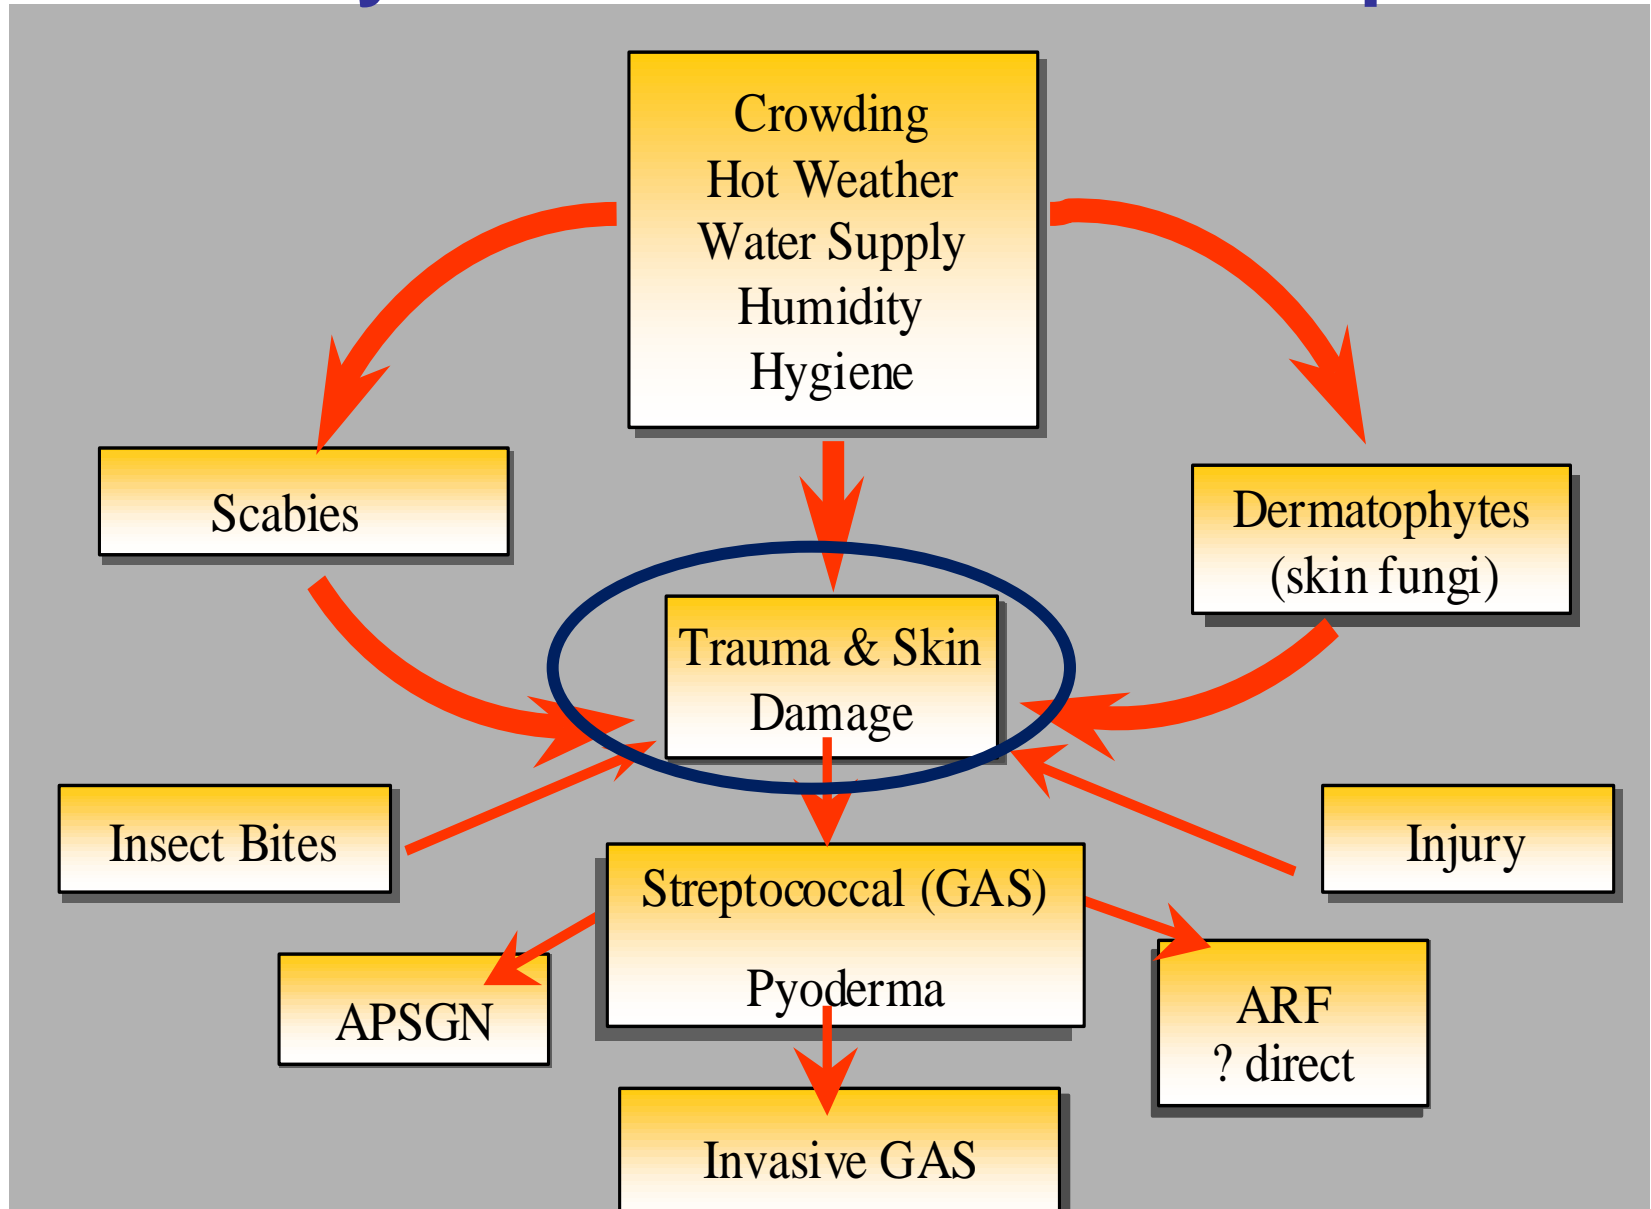 Crowding
Hot Weather
Water Supply
Humidity
Hygiene
Scabies
Dermatophytes
(skin fungi)
Trauma & Skin
Damage
Insect Bites
Injury
Streptococcal (GAS)
Pyoderma
APSGN
ARF
? direct
Invasive GAS